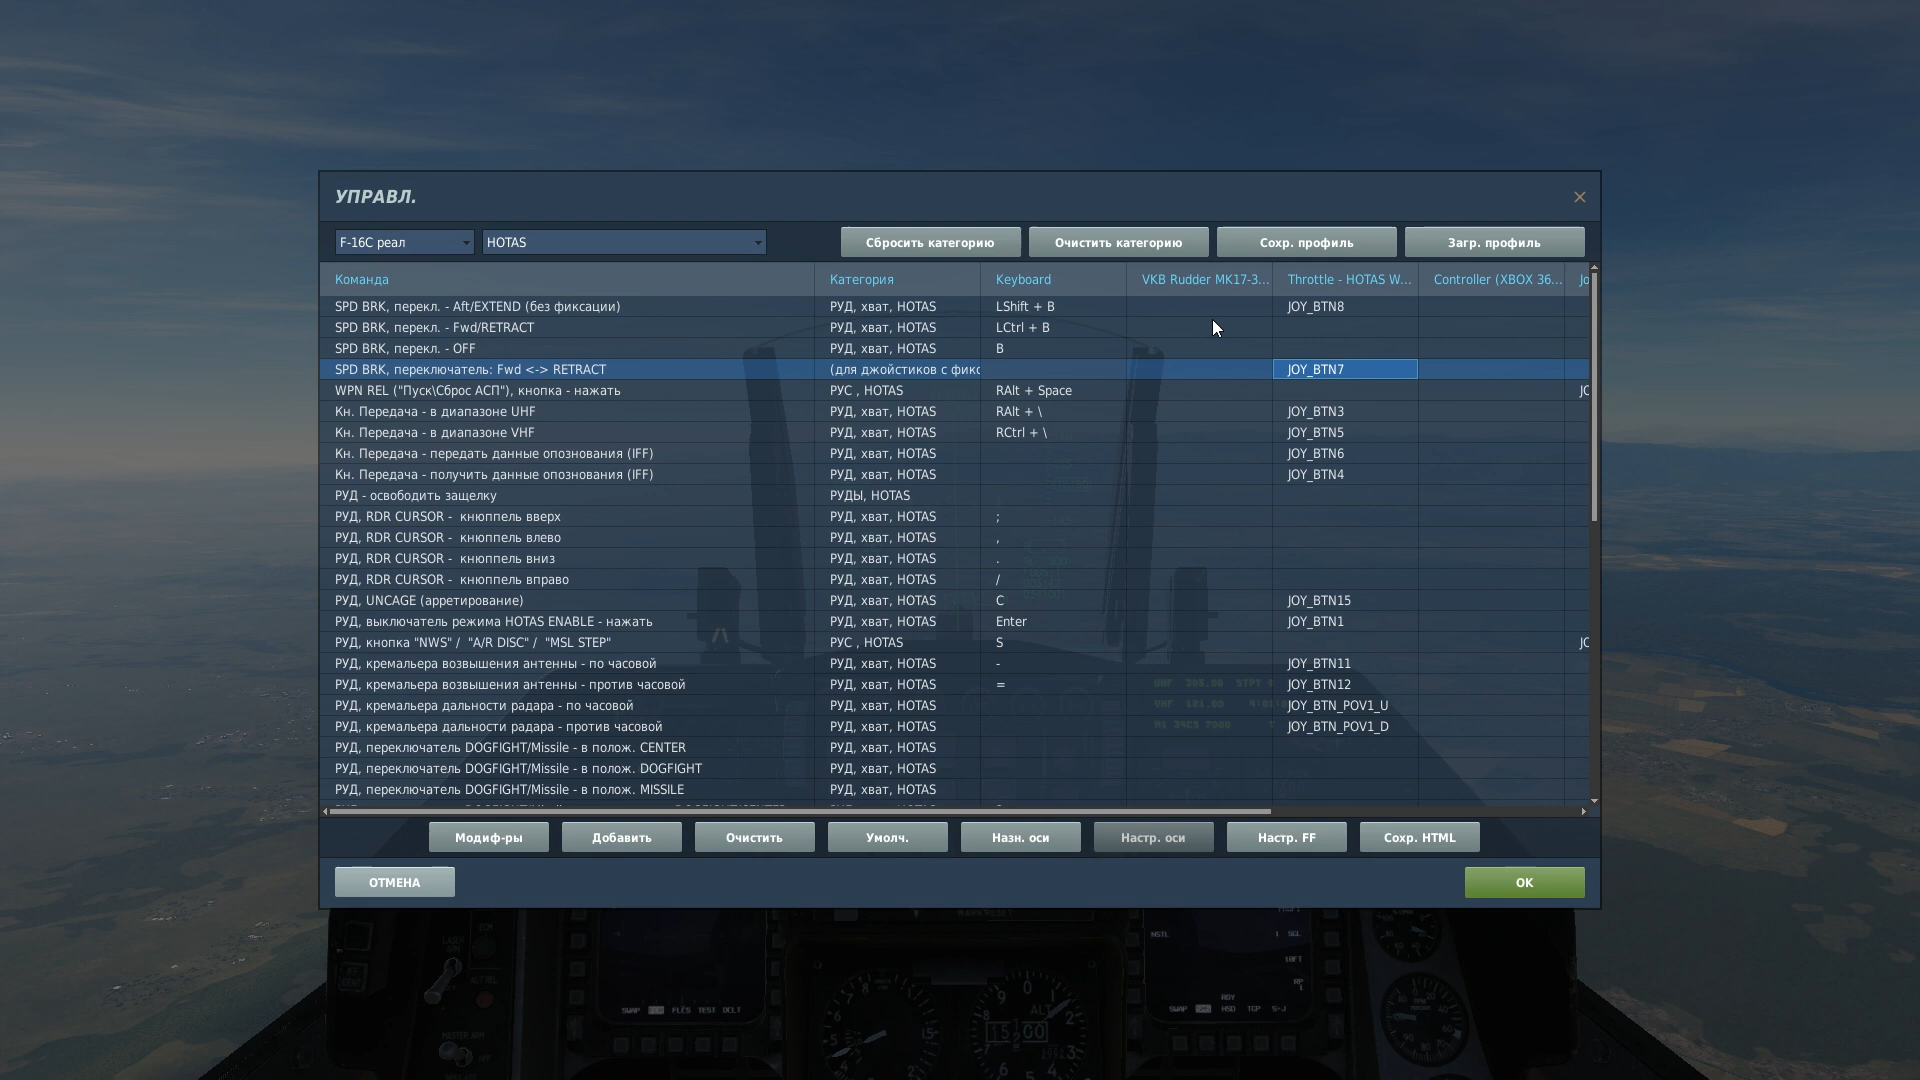 УПРАВЛ.
F-16C реал HOTAS Сбросить категорию Очистить категорию Сохр. профиль Загр. профиль
Команда Категория Keyboard VKB Rudder MK17-3... Throttle - HOTAS W... Controller (XBOX 36... Jo
SPD BRK, перекл. - Aft/EXTEND (без фиксации) РУД, хват, HOTAS LShift + B JOY_BTN8
SPD BRK, перекл. - Fwd/RETRACT РУД, хват, HOTAS LCtrl + B
SPD BRK, перекл. - OFF РУД, хват, HOTAS B
SPD BRK, переключатель: Fwd <-> RETRACT (для джойстиков с фикс JOY_BTN7
WPN REL ("Пуск\Сброс АСП"), кнопка - нажать РУС , HOTAS RAlt + Space JO
Кн. Передача - в диапазоне UHF РУД, хват, HOTAS RAlt + \ JOY_BTN3
Кн. Передача - в диапазоне VHF РУД, хват, HOTAS RCtrl + \ JOY_BTN5
Кн. Передача - передать данные опознования (IFF) РУД, хват, HOTAS JOY_BTN6
Кн. Передача - получить данные опознования (IFF) РУД, хват, HOTAS JOY_BTN4
РУД - освободить защелку РУДЫ, HOTAS
РУД, RDR CURSOR -  кнюппель вверх РУД, хват, HOTAS ;
РУД, RDR CURSOR -  кнюппель влево РУД, хват, HOTAS ,
РУД, RDR CURSOR -  кнюппель вниз РУД, хват, HOTAS .
РУД, RDR CURSOR -  кнюппель вправо РУД, хват, HOTAS /
РУД, UNCAGE (арретирование) РУД, хват, HOTAS C JOY_BTN15
РУД, выключатель режима HOTAS ENABLE - нажать РУД, хват, HOTAS Enter JOY_BTN1
РУД, кнопка "NWS" /  "A/R DISC" /  "MSL STEP" РУС , HOTAS S JO
РУД, кремальера возвышения антенны - по часовой РУД, хват, HOTAS - JOY_BTN11
РУД, кремальера возвышения антенны - против часовой РУД, хват, HOTAS = JOY_BTN12
РУД, кремальера дальности радара - по часовой РУД, хват, HOTAS JOY_BTN_POV1_U
РУД, кремальера дальности радара - против часовой РУД, хват, HOTAS JOY_BTN_POV1_D
РУД, переключатель DOGFIGHT/Missile - в полож. CENTER РУД, хват, HOTAS
РУД, переключатель DOGFIGHT/Missile - в полож. DOGFIGHT РУД, хват, HOTAS
РУД, переключатель DOGFIGHT/Missile - в полож. MISSILE РУД, хват, HOTAS
Модиф-ры Добавить Очистить Умолч. Назн. оси Настр. оси Настр. FF Сохр. HTML
ОТМЕНА OK
SWAP FLCS TEST DCLT
SWAP HSD TGP S-J
ALT
MASTER ARM